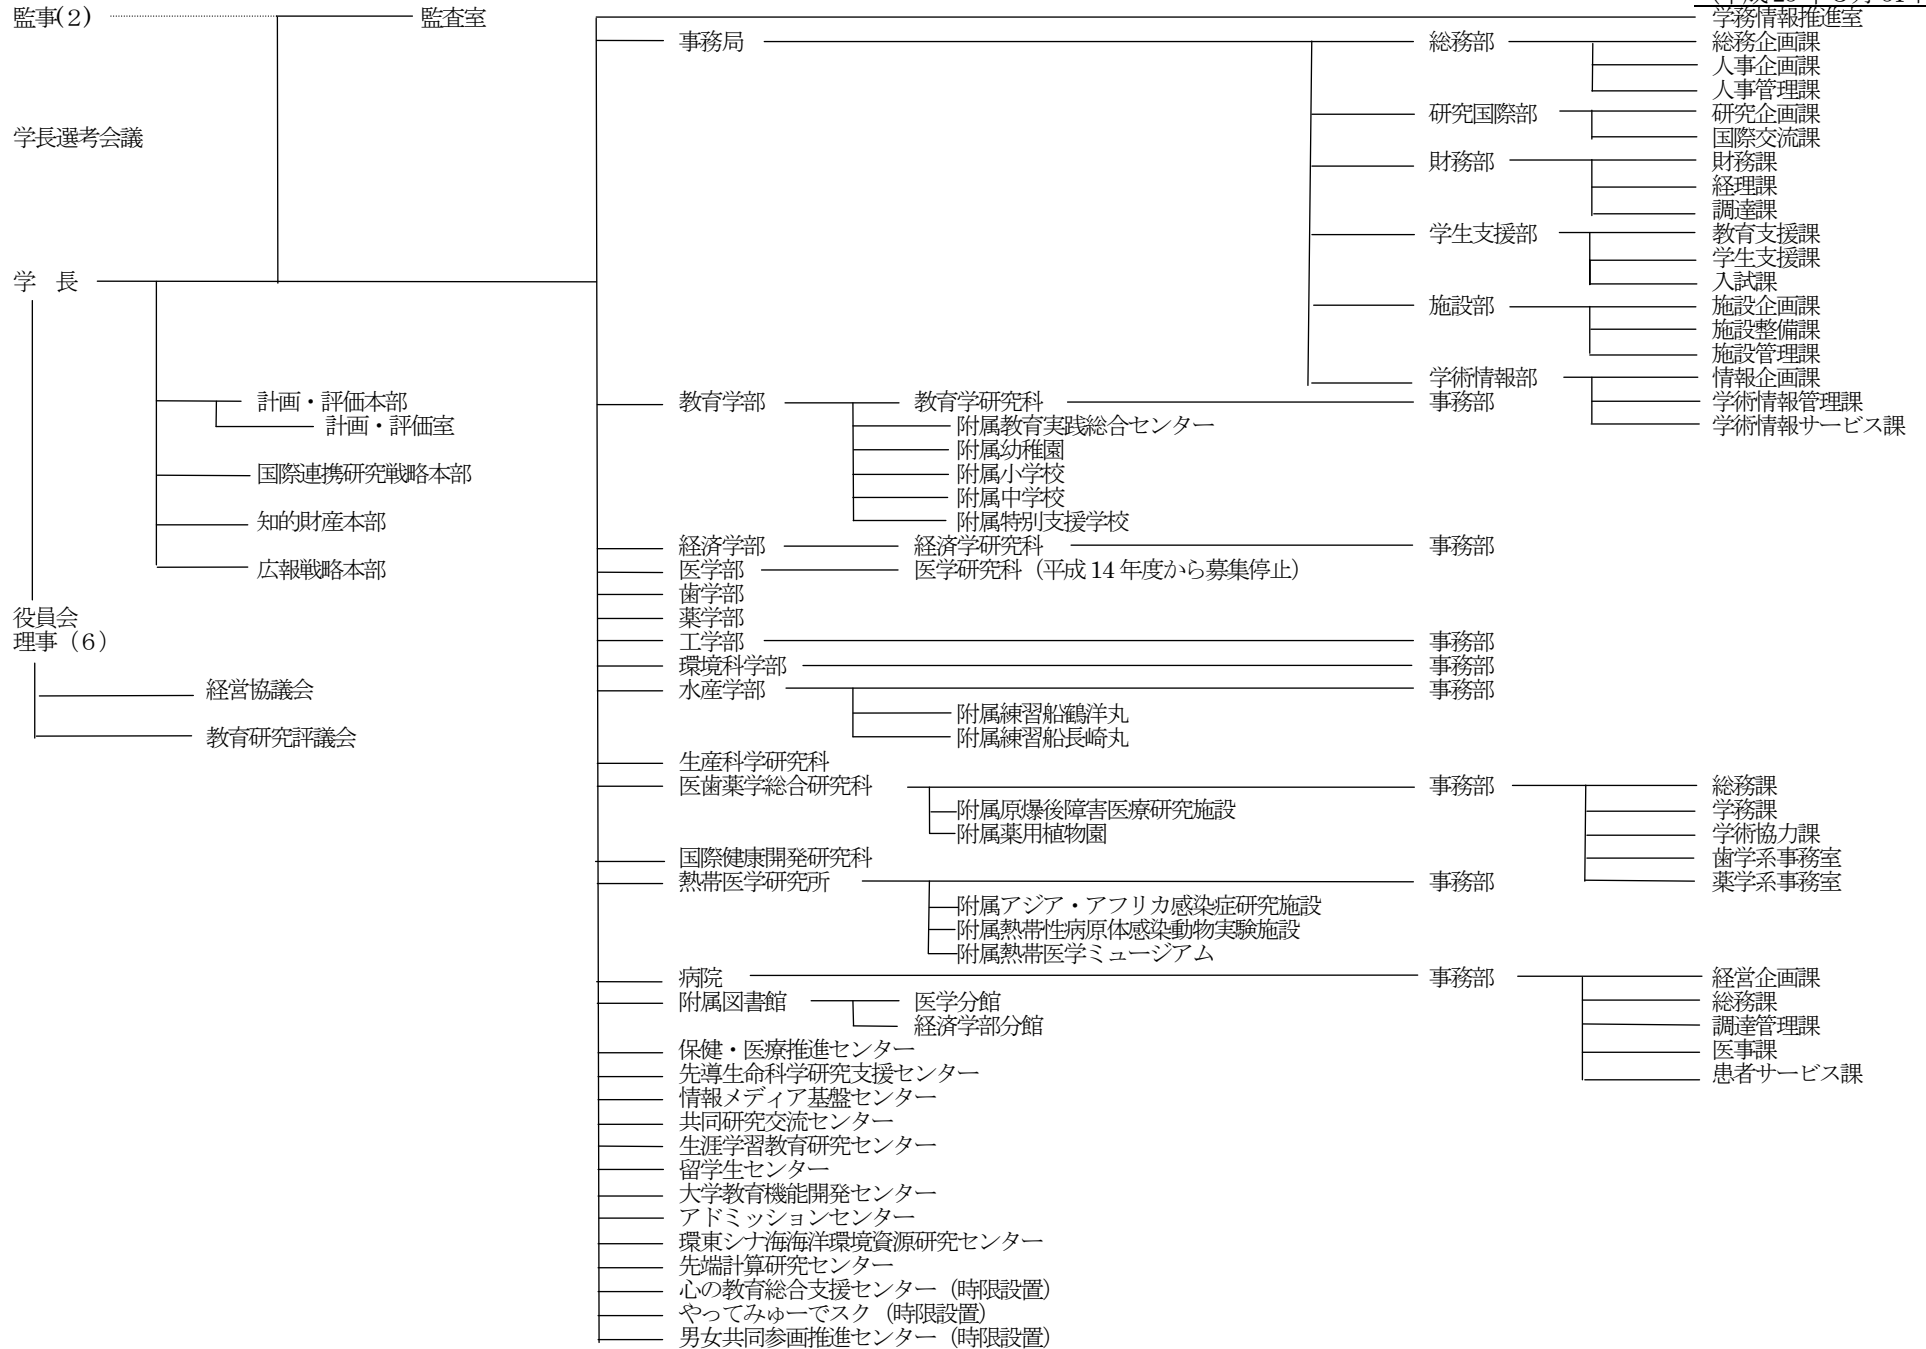 監事(2) 監査室 学務情報推進室
事務局 総務部 総務企画課
人事企画課
人事管理課
研究国際部 研究企画課
学長選考会議 国際交流課
財務部 財務課
経理課
調達課
学生支援部 教育支援課
学生支援課
学 長 入試課
施設部 施設企画課
施設整備課
施設管理課
学術情報部 情報企画課
計画・評価本部 教育学部 教育学研究科 事務部 学術情報管理課
計画・評価室 附属教育実践総合センター 学術情報サービス課
附属幼稚園
国際連携研究戦略本部 附属小学校
附属中学校
知的財産本部 附属特別支援学校
経済学部 経済学研究科 事務部
広報戦略本部 医学部 医学研究科（平成14年度から募集停止）
歯学部
役員会 薬学部
理事（6） 工学部 事務部
環境科学部 事務部
経営協議会 水産学部 事務部
附属練習船鶴洋丸
教育研究評議会 附属練習船長崎丸
生産科学研究科
医歯薬学総合研究科 事務部 総務課
附属原爆後障害医療研究施設 学務課
附属薬用植物園 学術協力課
国際健康開発研究科 歯学系事務室
熱帯医学研究所 事務部 薬学系事務室
附属アジア・アフリカ感染症研究施設
附属熱帯性病原体感染動物実験施設
附属熱帯医学ミュージアム
病院 事務部 経営企画課
附属図書館 医学分館 総務課
経済学部分館 調達管理課
保健・医療推進センター 医事課
先導生命科学研究支援センター 患者サービス課
情報メディア基盤センター
共同研究交流センター
生涯学習教育研究センター
留学生センター
大学教育機能開発センター
アドミッションセンター
環東シナ海海洋環境資源研究センター
先端計算研究センター
心の教育総合支援センター（時限設置）
やってみゅーでスク（時限設置）
男女共同参画推進センター（時限設置）